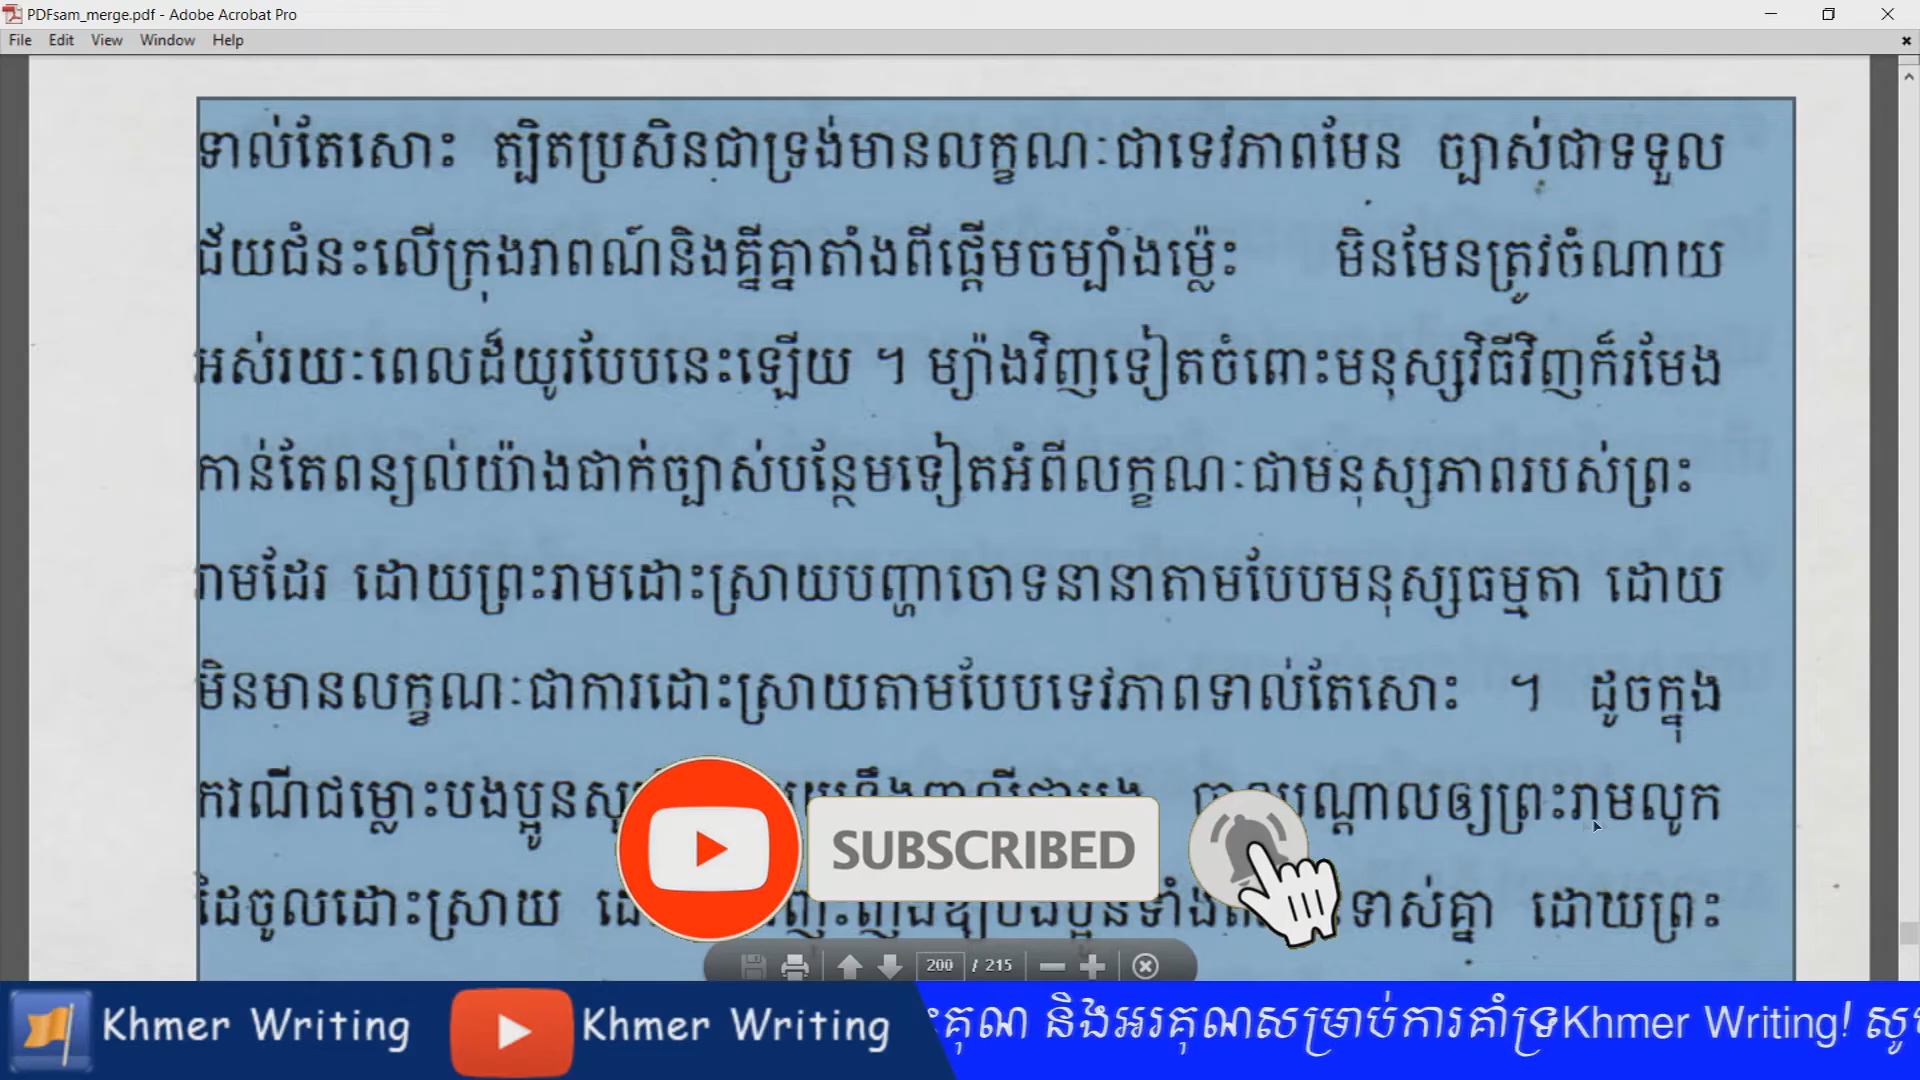 PDFsam_merge.pdf - Adobe Acrobat Pro
File Edit View Window Help
ទាល់តែសោះ ត្បិតប្រសិនជាទ្រង់មានលក្ខណៈជាទេវភាពមែន ច្បាស់ជាទទួល
ជ័យជំនះលើក្រុងរាពណ៍និងគ្នីគ្នាតាំងពីផ្ដើមចម្បាំងម្ល៉េះ មិនមែនត្រូវចំណាយ
អស់រយៈពេលដ៏យូរបែបនេះឡើយ ។ ម្យ៉ាងវិញទៀតចំពោះមនុស្សវិធីវិញក៏រមែង
កាន់តែពន្យល់យ៉ាងជាក់ច្បាស់បន្ថែមទៀតអំពីលក្ខណៈជាមនុស្សភាពរបស់ព្រះ
រាមដែរ ដោយព្រះរាមដោះស្រាយបញ្ហាចោទនានាតាមបែបមនុស្សធម្មតា ដោយ
មិនមានលក្ខណៈជាការដោះស្រាយតាមបែបទេវភាពទាល់តែសោះ ។ ដូចក្នុង
ករណីជម្លោះបងប្អូន បណ្ដាលឲ្យព្រះរាមលូក
ដៃចូលដោះស្រាយ ទាស់គ្នា ដោយព្រះ
SUBSCRIBED
200 / 215
Khmer Writing Khmer Writing គុណ និងអរគុណសម្រាប់ការគាំទ្រKhmer Writing!